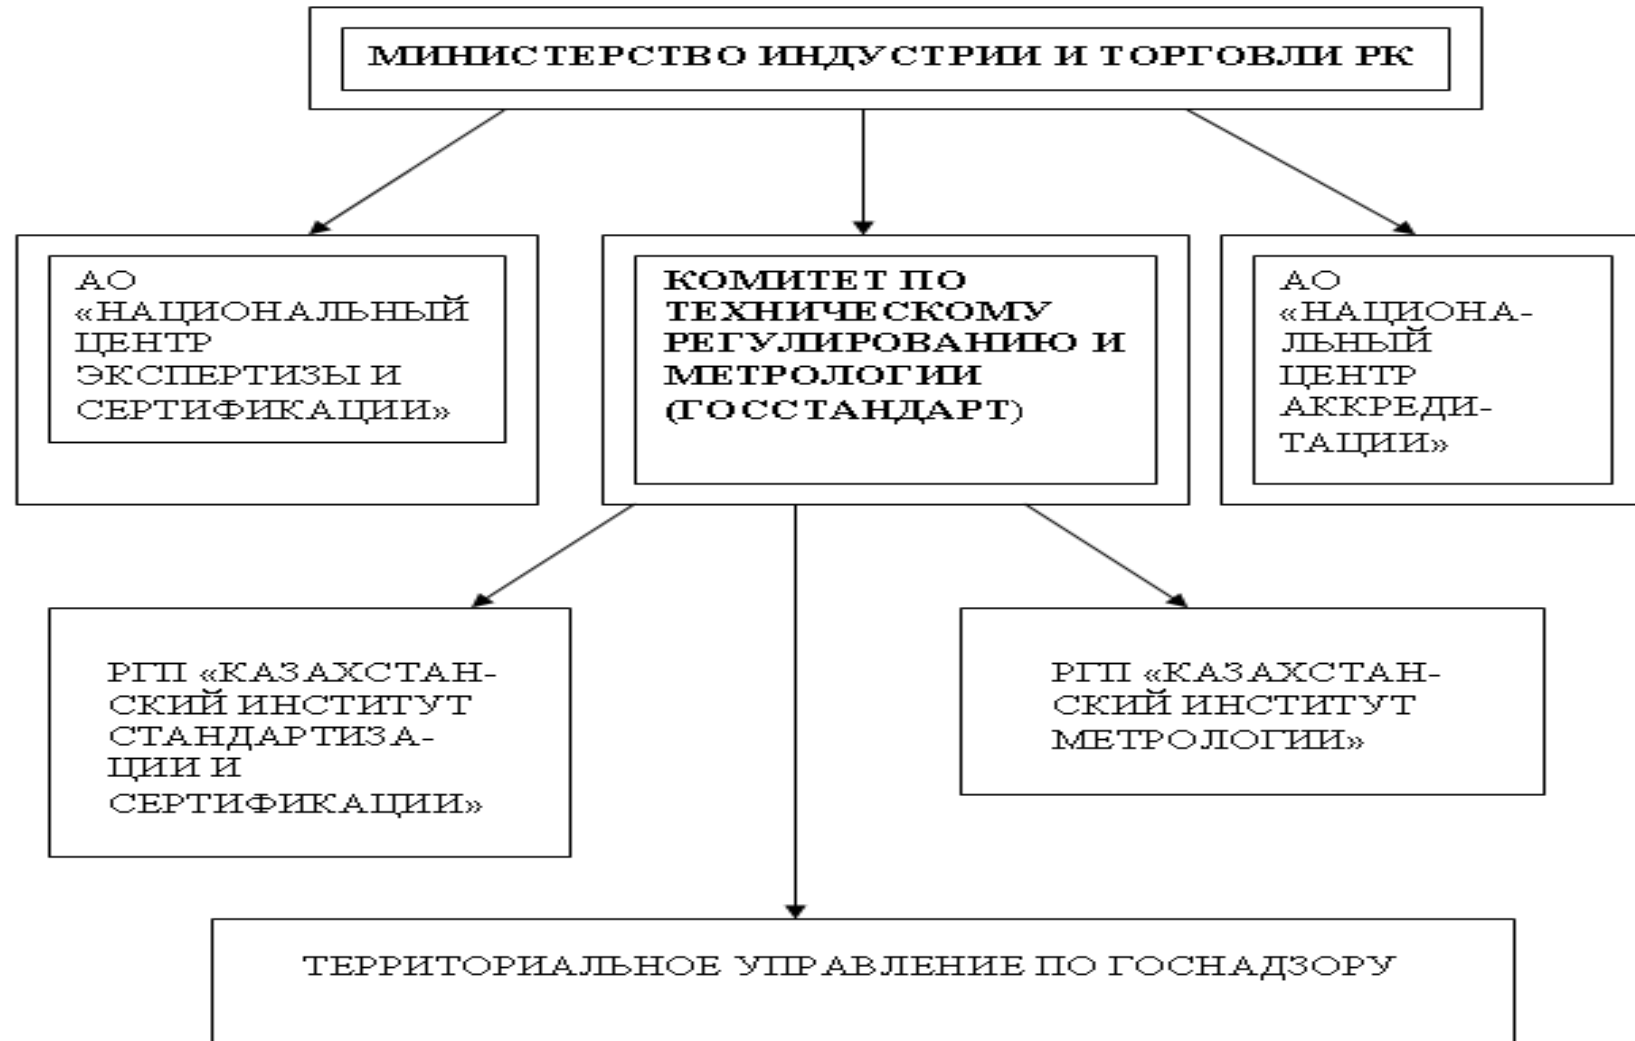 МИНИСТЕРСТВО ИНДУСТРИИ И ТОРГОВЛИ РК
АО
«НАЦИОНАЛЬНЫЙ
ЦЕНТР
ЭКСПЕРТИЗЫ И
СЕРТИФИКАЦИИ»
КОМИТЕТ ПО
ТЕХНИЧЕСКОМУ
РЕГУЛИРОВАНИЮ И
МЕТРОЛОГИИ
(ГОССТАНДАРТ)
АО
«НАЦИОНА-
ЛЬНЫЙ
ЦЕНТР
АККРЕДИ-
ТАЦИИ»
РГП «КАЗАХСТАН-
СКИЙ ИНСТИТУТ
СТАНДАРТИЗА-
ЦИИ И
СЕРТИФИКАЦИИ»
РГП «КАЗАХСТАН-
СКИЙ ИНСТИТУТ
МЕТРОЛОГИИ»
ТЕРРИТОРИАЛЬНОЕ УПРАВЛЕНИЕ ПО ГОСНАДЗОРУ